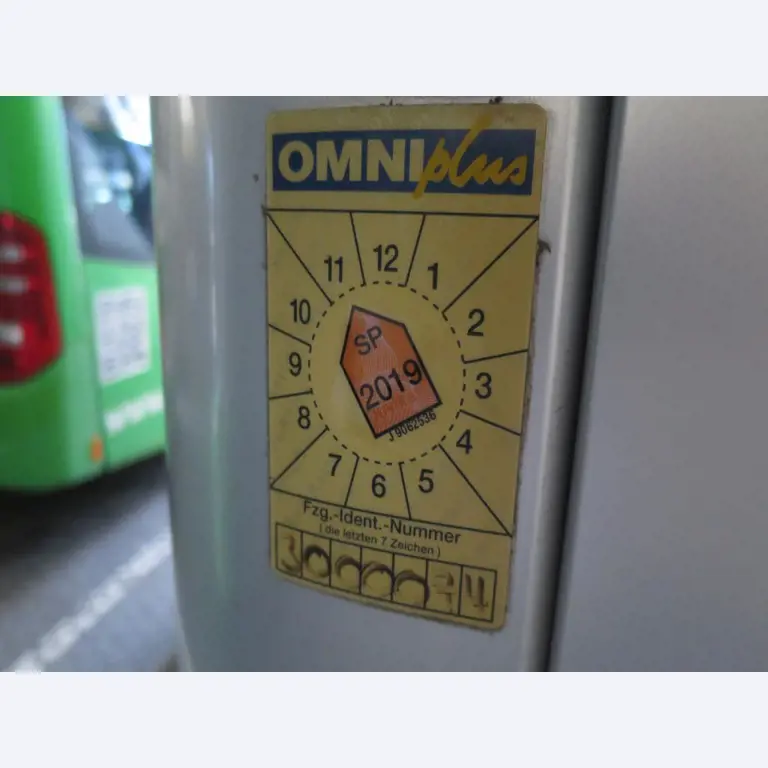 OMNIplus
11 12 1
10 2
9 3
8 4
7 6 5
SP
2019
J9062536
Fzg.-Ident.-Nummer
( die letzten 7 Zeichen )